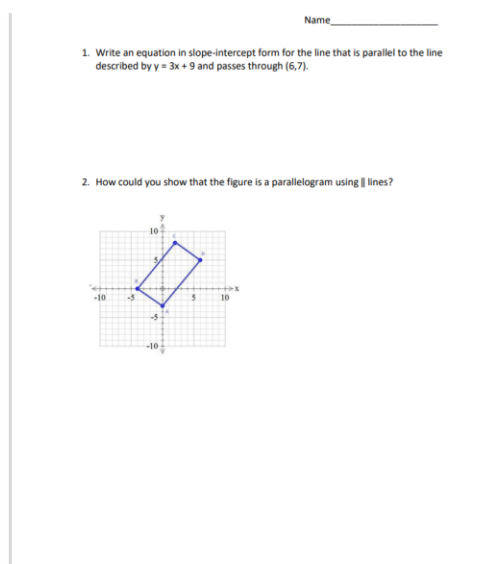 Name_______________
1. Write an equation in slope-intercept form for the line that is parallel to the line
described by y = 3x + 9 and passes through (6,7).
2. How could you show that the figure is a parallelogram using || lines?
y
10
5
x
-10
-5
5
10
-5
-10